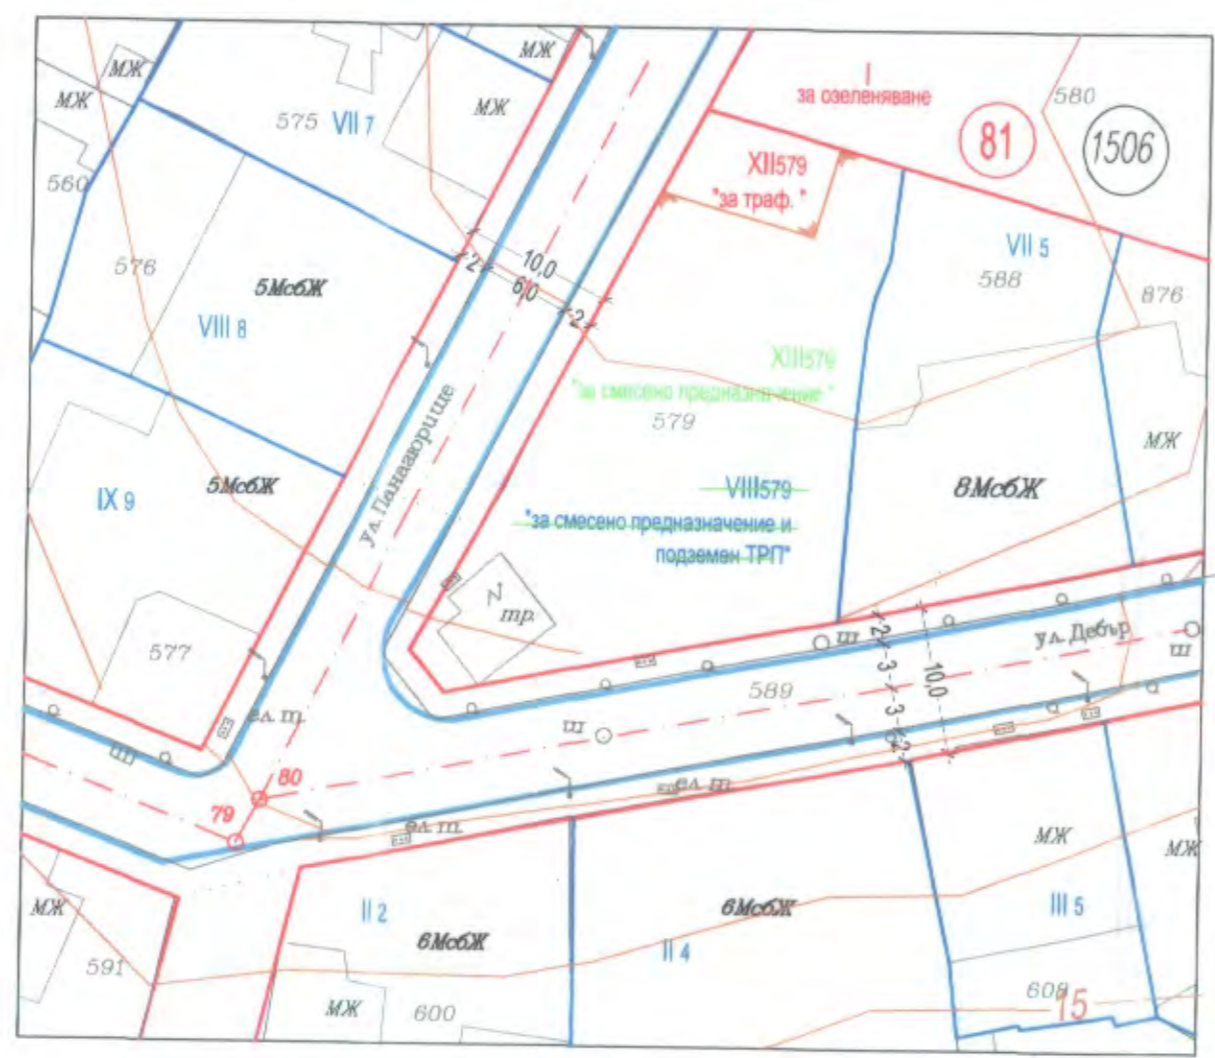 I
за озеленяване
580
81
1506
МЖ
МЖ
МЖ
МЖ
575
VII 7
XII579
"за траф. "
560
576
5МсбЖ
VIII 8
2
10,0
6,0
2
VII 5
588
876
XIII579
"за смесено предназначение "
579
МЖ
ул. Панагюрище
IX 9
5МсбЖ
VIII579
"за смесено предназначение и
подземен ТРП"
8МсбЖ
тр.
577
ел. т.
Ш
2
3
3
2
10,0
ул. Дебър
Ш
589
Ш
Ш
80
79
ел. т.
ел. т.
МЖ
МЖ
МЖ
591
II 2
6МсбЖ
6МсбЖ
II 4
III 5
МЖ
600
608
15